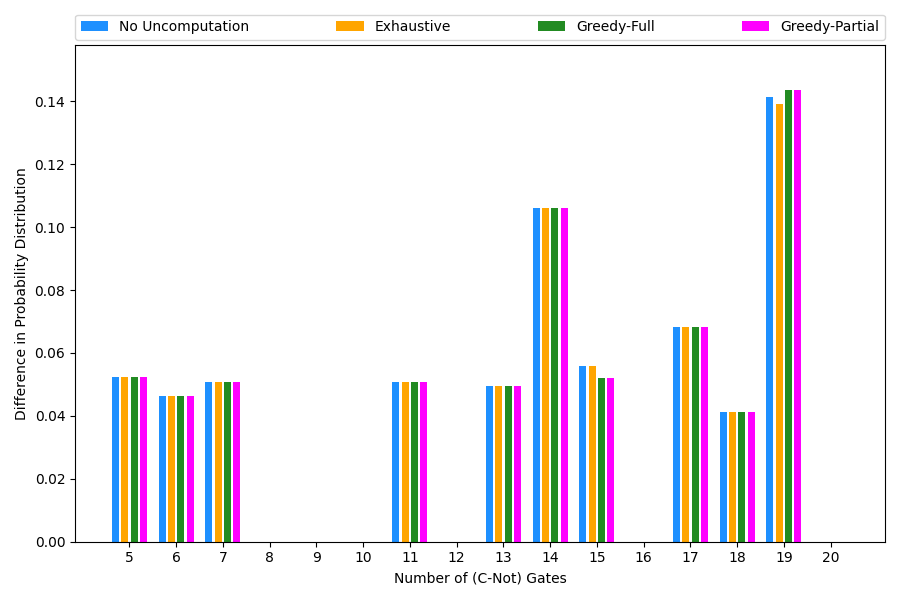 No Uncomputation Exhaustive Greedy-Full Greedy-Partial
Difference in Probability Distribution
0.14
0.12
0.10
0.08
0.06
0.04
0.02
0.00
5 6 7 8 9 10 11 12 13 14 15 16 17 18 19 20
Number of (C-Not) Gates